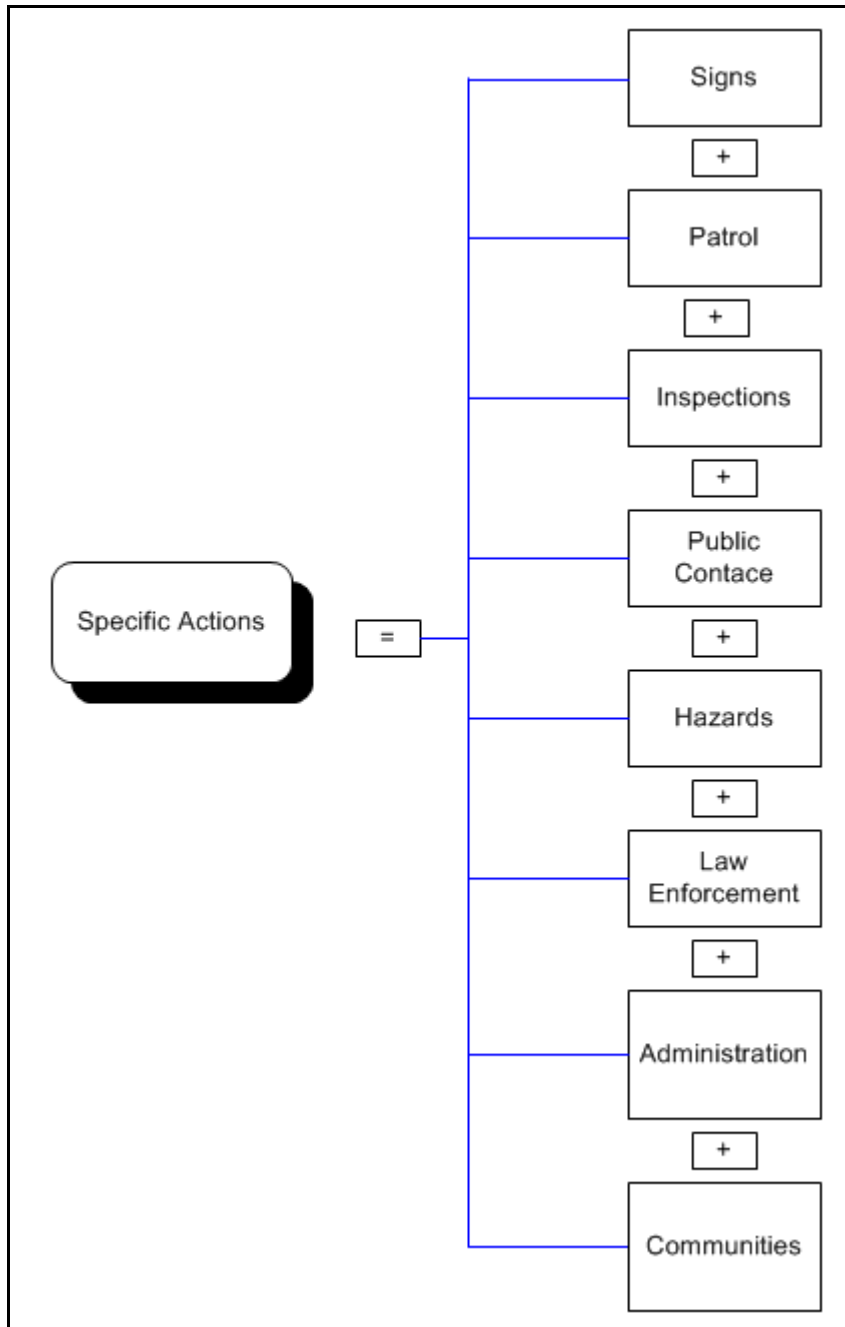 Signs
+
Patrol
+
Inspections
+
Public
Contace
+
Specific Actions
=
Hazards
+
Law
Enforcement
+
Administration
+
Communities